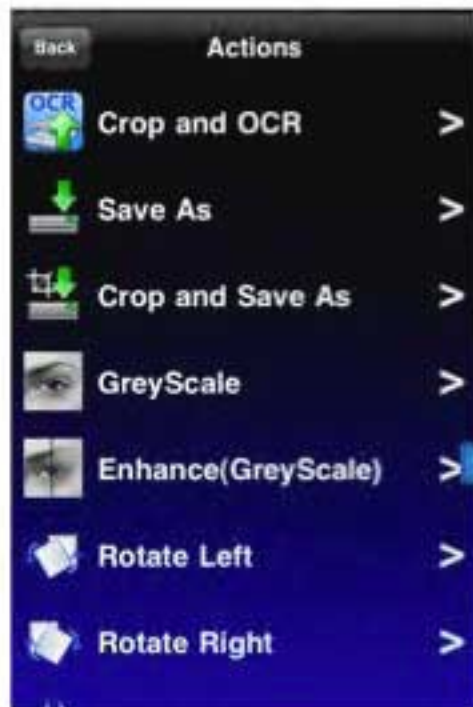 Back
Actions
OCR
Crop and OCR >
Save As >
Crop and Save As >
GreyScale >
Enhance(GreyScale) >
Rotate Left >
Rotate Right >